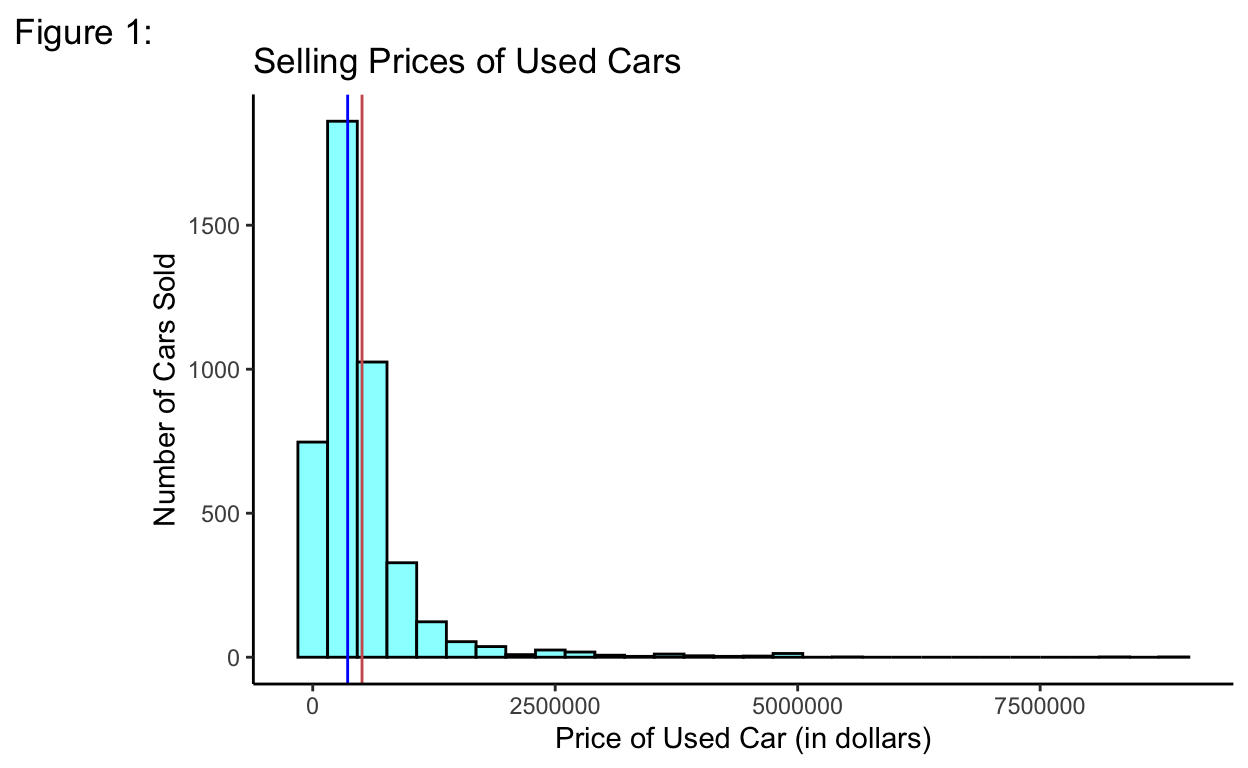 Figure 1:
Selling Prices of Used Cars
Number of Cars Sold
1500
1000
500
0
0 2500000 5000000 7500000
Price of Used Car (in dollars)